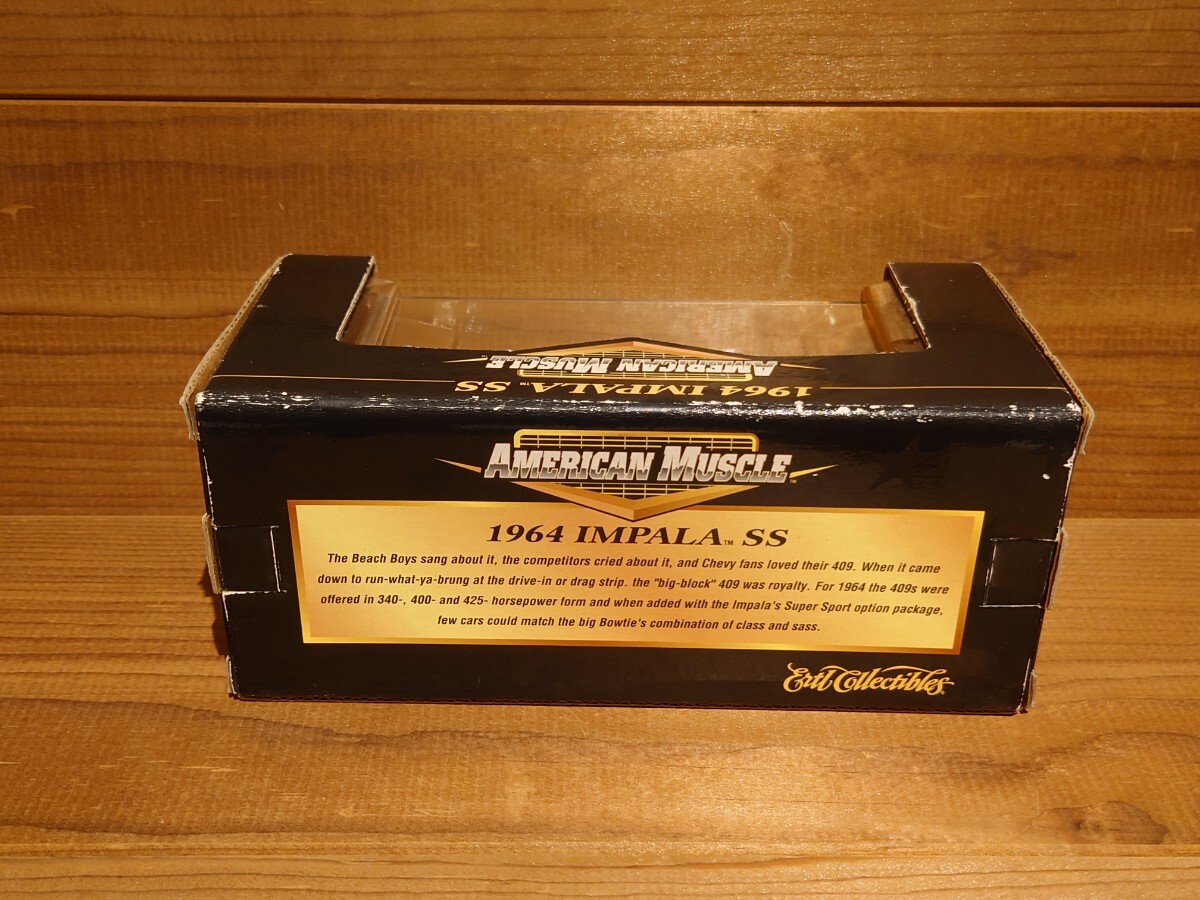 AMERICAN MUSCLE™
1964 IMPALA™ SS
AMERICAN MUSCLE™
1964 IMPALA™ SS
The Beach Boys sang about it, the competitors cried about it, and Chevy fans loved their 409. When it came
down to run-what-ya-brung at the drive-in or drag strip. the "big-block" 409 was royalty. For 1964 the 409s were
offered in 340-, 400- and 425- horsepower form and when added with the Impala's Super Sport option package,
few cars could match the big Bowtie's combination of class and sass.
Ertl Collectibles